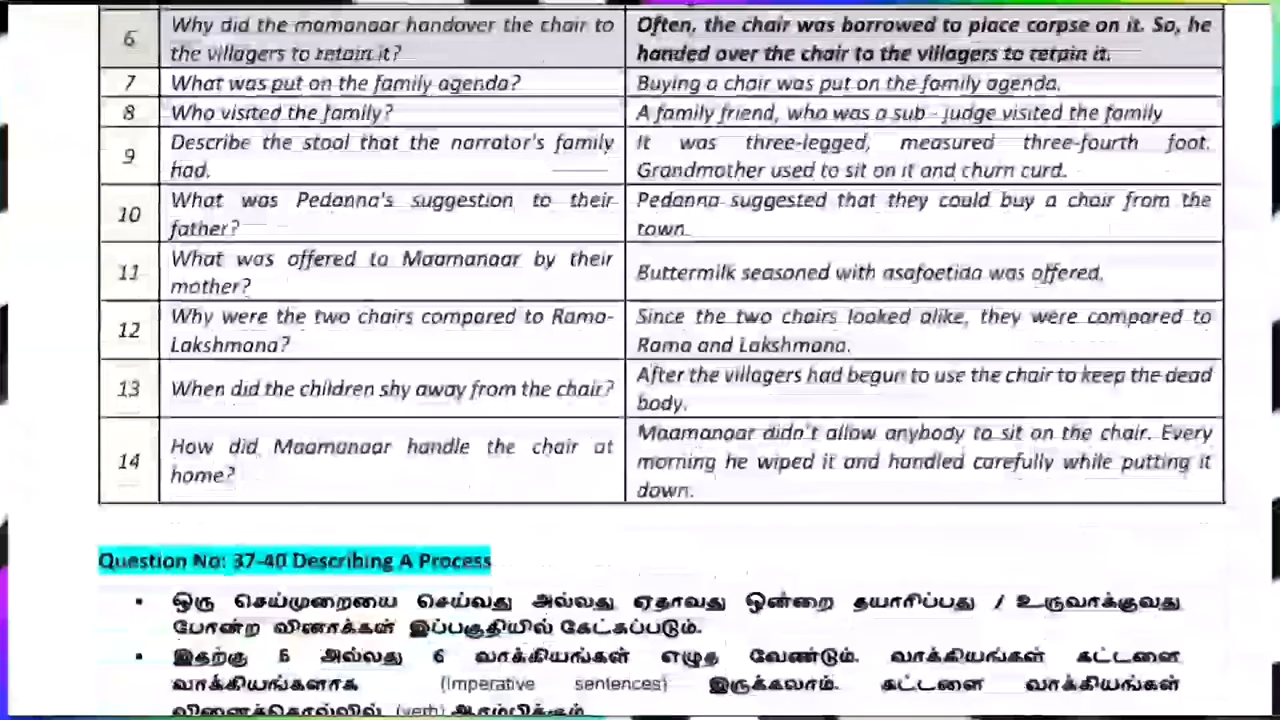 6 Why did the mamanaar handover the chair to Often, the chair was borrowed to place corpse on it. So, he
the villagers to retain it? handed over the chair to the villagers to retain it.
7 What was put on the family agenda? Buying a chair was put on the family agenda.
8 Who visited the family? A family friend, who was a sub - judge visited the family
9 Describe the stool that the narrator's family It was three-legged, measured three-fourth foot.
had. Grandmother used to sit on it and churn curd.
10 What was Pedanna's suggestion to their Pedanna suggested that they could buy a chair from the
father? town.
11 What was offered to Maamanaar by their Buttermilk seasoned with asafoetida was offered.
mother?
12 Why were the two chairs compared to Rama- Since the two chairs looked alike, they were compared to
Lakshmana? Rama and Lakshmana.
13 When did the children shy away from the chair? After the villagers had begun to use the chair to keep the dead
body.
14 How did Maamanaar handle the chair at Maamanaar didn't allow anybody to sit on the chair. Every
home? morning he wiped it and handled carefully while putting it
down.
Question No: 37-40 Describing A Process
• ஒரு செய்முறையை செய்வது அல்லது ஏதாவது ஒன்றை தயாரிப்பது / உருவாக்குவது
போன்ற வினாக்கள் இப்பகுதியில் கேட்கப்படும்.
• இதற்கு 5 அல்லது 6 வாக்கியங்கள் எழுத வேண்டும். வாக்கியங்கள் கட்டளை
வாக்கியங்களாக (Imperative sentences) இருக்கலாம். கட்டளை வாக்கியங்கள்
வினைச்சொல்லில் (verb) ஆரம்பிக்கும்.